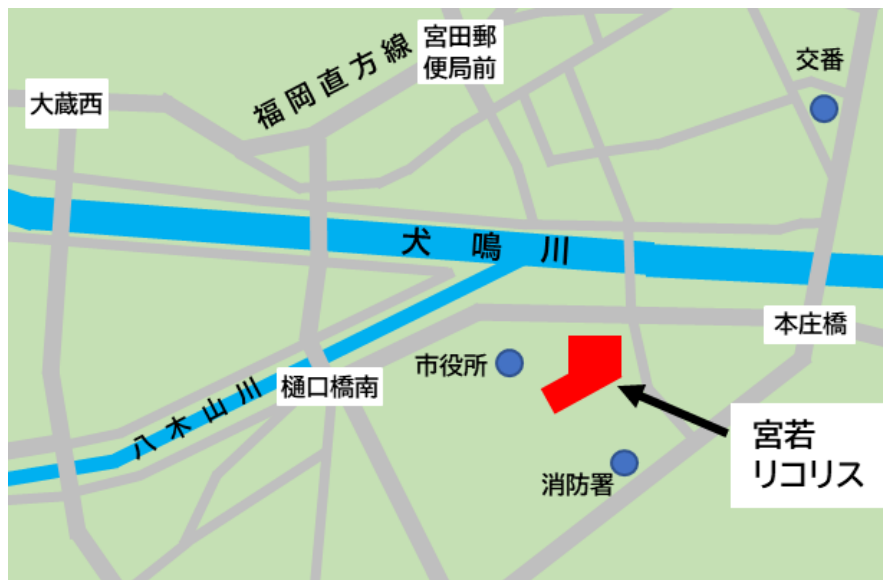 宮田郵
便局前
福岡直方線
交番
大蔵西
犬鳴川
本庄橋
市役所
樋口橋南
八木山川
宮若
リコリス
消防署